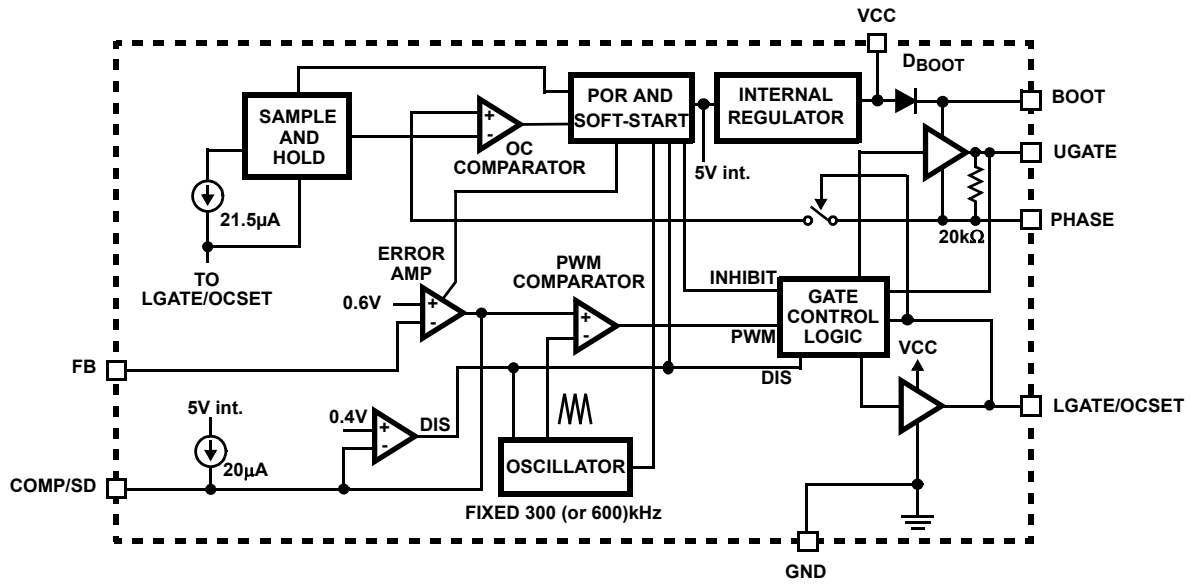 VCC
D BOOT
BOOT
POR AND
SOFT-START
INTERNAL
REGULATOR
SAMPLE
AND
HOLD
+
-
OC
COMPARATOR
UGATE
5V int.
21.5µA
PHASE
20kΩ
TO
LGATE/OCSET
ERROR
AMP
PWM
COMPARATOR
INHIBIT
0.6V
+
-
+
-
GATE
CONTROL
LOGIC
PWM
DIS
VCC
FB
5V int.
0.4V
+
-
DIS
LGATE/OCSET
20µA
OSCILLATOR
COMP/SD
FIXED 300 (or 600)kHz
GND